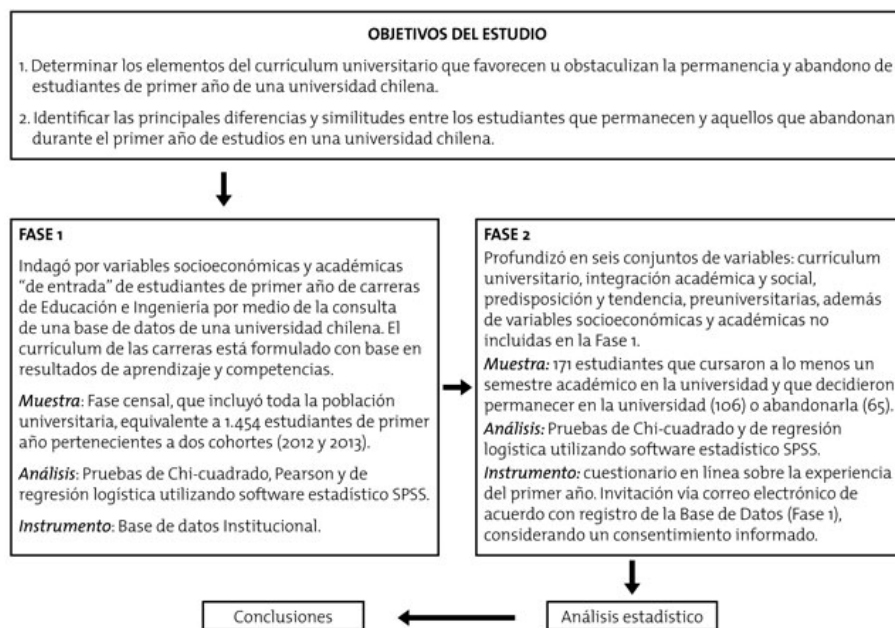 OBJETIVOS DEL ESTUDIO
1. Determinar los elementos del currículum universitario que favorecen u obstaculizan la permanencia y abandono de
estudiantes de primer año de una universidad chilena.
2. Identificar las principales diferencias y similitudes entre los estudiantes que permanecen y aquellos que abandonan
durante el primer año de estudios en una universidad chilena.
FASE 1
Indagó por variables socioeconómicas y académicas
“de entrada” de estudiantes de primer año de carreras
de Educación e Ingeniería por medio de la consulta
de una base de datos de una universidad chilena. El
currículum de las carreras está formulado con base en
resultados de aprendizaje y competencias.
Muestra: Fase censal, que incluyó toda la población
universitaria, equivalente a 1.454 estudiantes de primer
año pertenecientes a dos cohortes (2012 y 2013).
Análisis: Pruebas de Chi-cuadrado, Pearson y de
regresión logística utilizando software estadístico SPSS.
Instrumento: Base de datos Institucional.
FASE 2
Profundizó en seis conjuntos de variables: currículum
universitario, integración académica y social,
predisposición y tendencia, preuniversitarias, además
de variables socioeconómicas y académicas no
incluidas en la Fase 1.
Muestra: 171 estudiantes que cursaron a lo menos un
semestre académico en la universidad y que decidieron
permanecer en la universidad (106) o abandonarla (65).
Análisis: Pruebas de Chi-cuadrado y de regresión
logística utilizando software estadístico SPSS.
Instrumento: cuestionario en línea sobre la experiencia
del primer año. Invitación vía correo electrónico de
acuerdo con registro de la Base de Datos (Fase 1),
considerando un consentimiento informado.
Conclusiones
Análisis estadístico